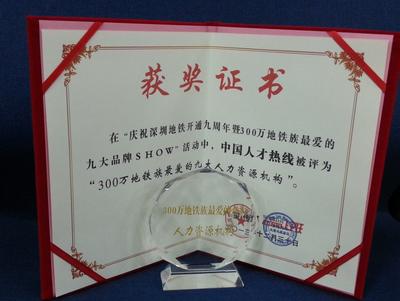 获奖证书
在“庆祝深圳地铁开通九周年暨300万地铁族最爱的
九大品牌SHOW”活动中，中国人才热线被评为
“300万地铁族最爱的九大人力资源机构”。
300万地铁族最爱的
人力资源机构